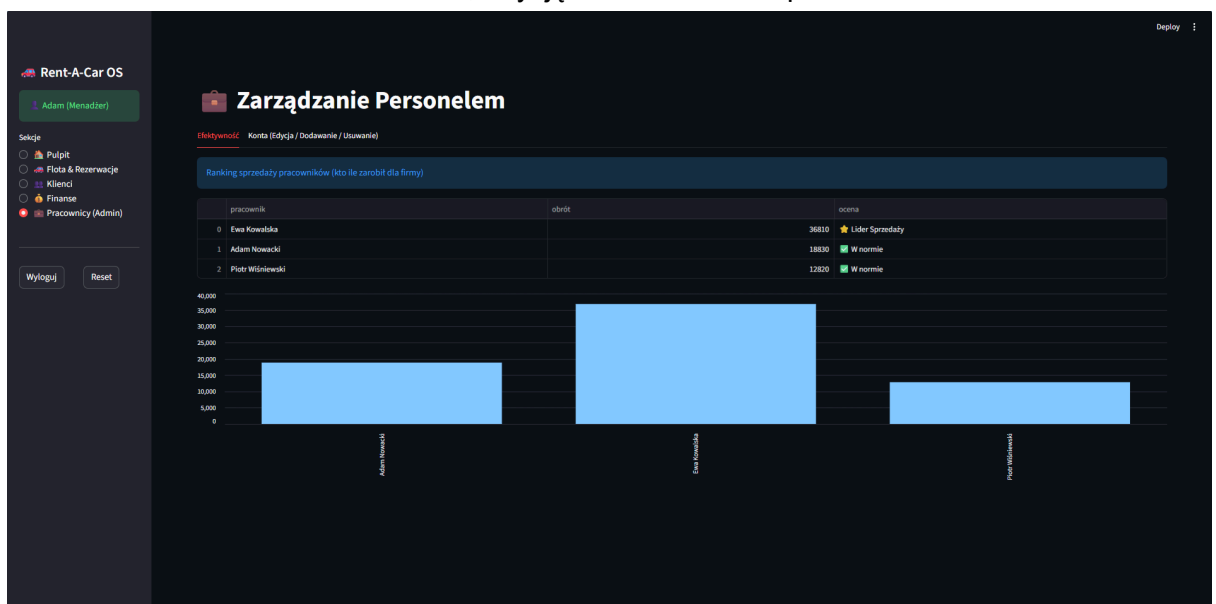 Deploy
Rent-A-Car OS
Adam (Menadżer)
Sekcje
Pulpit
Flota & Rezerwacje
Klienci
Finanse
Pracownicy (Admin)
Wyloguj Reset
Zarządzanie Personelem
Efektywność Konta (Edycja / Dodawanie / Usuwanie)
Ranking sprzedaży pracowników (kto ile zarobił dla firmy)
pracownik obrót ocena
0 Ewa Kowalska 36810 Lider Sprzedaży
1 Adam Nowacki 18830 W normie
2 Piotr Wiśniewski 12820 W normie
40,000
35,000
30,000
25,000
20,000
15,000
10,000
5,000
0
Adam Nowacki
Ewa Kowalska
Piotr Wiśniewski